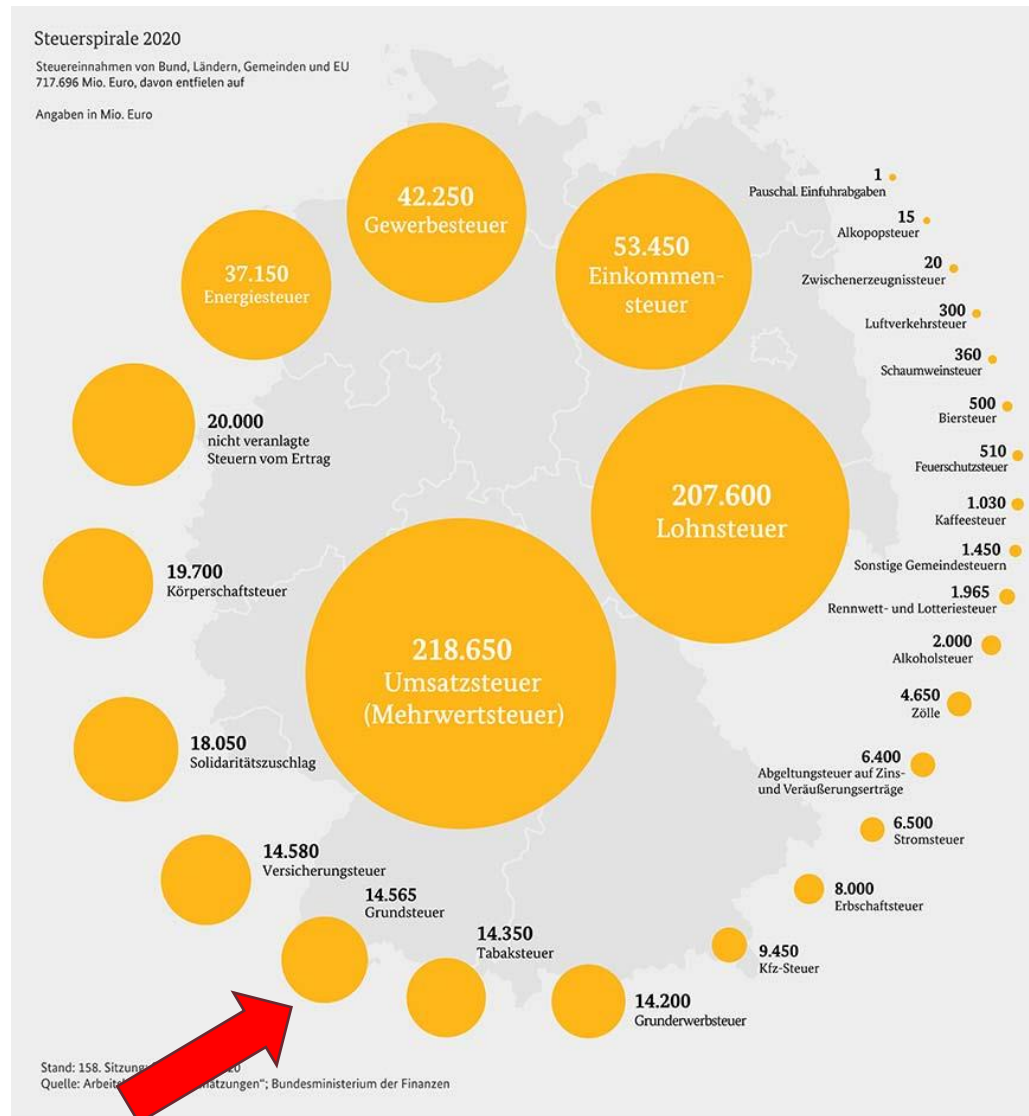 Steuerspirale 2020
Steuereinnahmen von Bund, Ländern, Gemeinden und EU
717.696 Mio. Euro, davon entfielen auf
Angaben in Mio. Euro
1
Pauschal. Einfuhrabgaben
15
Alkopopsteuer
20
Zwischenerzeugnissteuer
300
Luftverkehrsteuer
360
Schaumweinsteuer
500
Biersteuer
510
Feuerschutzsteuer
1.030
Kaffeesteuer
1.450
Sonstige Gemeindesteuern
1.965
Rennwett- und Lotteriesteuer
2.000
Alkoholsteuer
4.650
Zölle
6.400
Abgeltungsteuer auf Zins-
und Veräußerungserträge
6.500
Stromsteuer
8.000
Erbschaftsteuer
9.450
Kfz-Steuer
14.200
Grunderwerbsteuer
14.350
Tabaksteuer
14.565
Grundsteuer
14.580
Versicherungsteuer
18.050
Solidaritätszuschlag
19.700
Körperschaftsteuer
20.000
nicht veranlagte
Steuern vom Ertrag
37.150
Energiesteuer
42.250
Gewerbesteuer
53.450
Einkommen-
steuer
207.600
Lohnsteuer
218.650
Umsatzsteuer
(Mehrwertsteuer)
Stand: 158.
Quelle: Bundesministerium der Finanzen